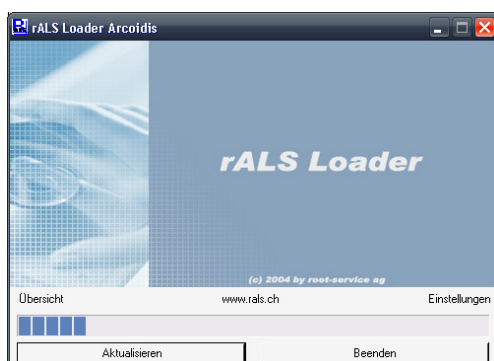 rALS Loader Arcoidis
rALS Loader
(c) 2004 by root-service ag
Übersicht www.rals.ch Einstellungen
Aktualisieren Beenden